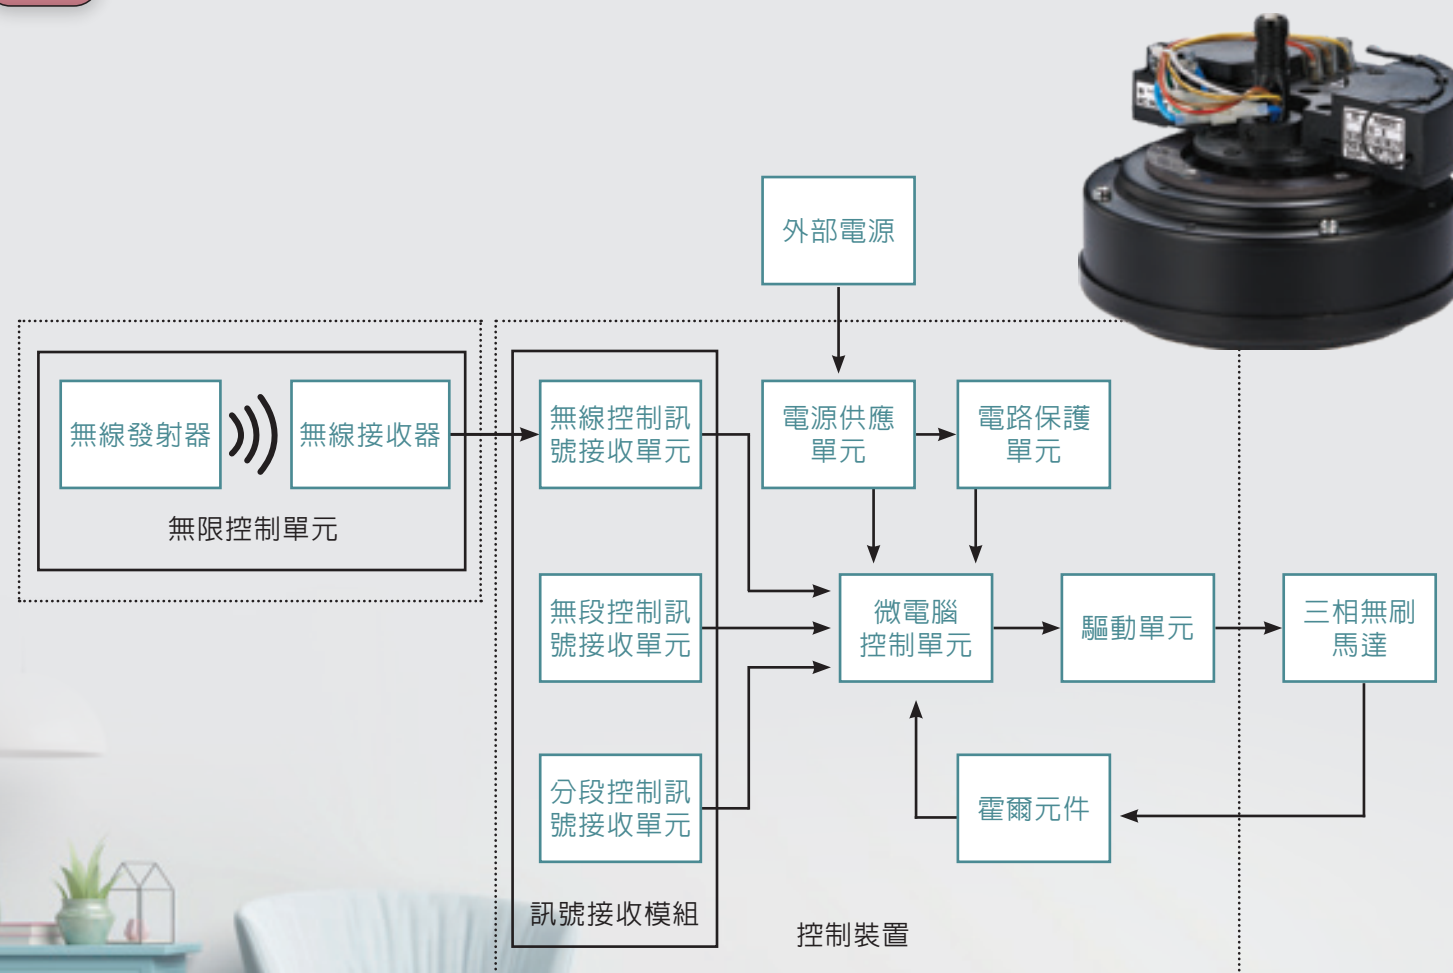 外部電源
無線發射器
無線接收器
無限控制單元
無線控制訊
號接收單元
電源供應
單元
電路保護
單元
無段控制訊
號接收單元
微電腦
控制單元
驅動單元
三相無刷
馬達
分段控制訊
號接收單元
霍爾元件
訊號接收模組
控制裝置